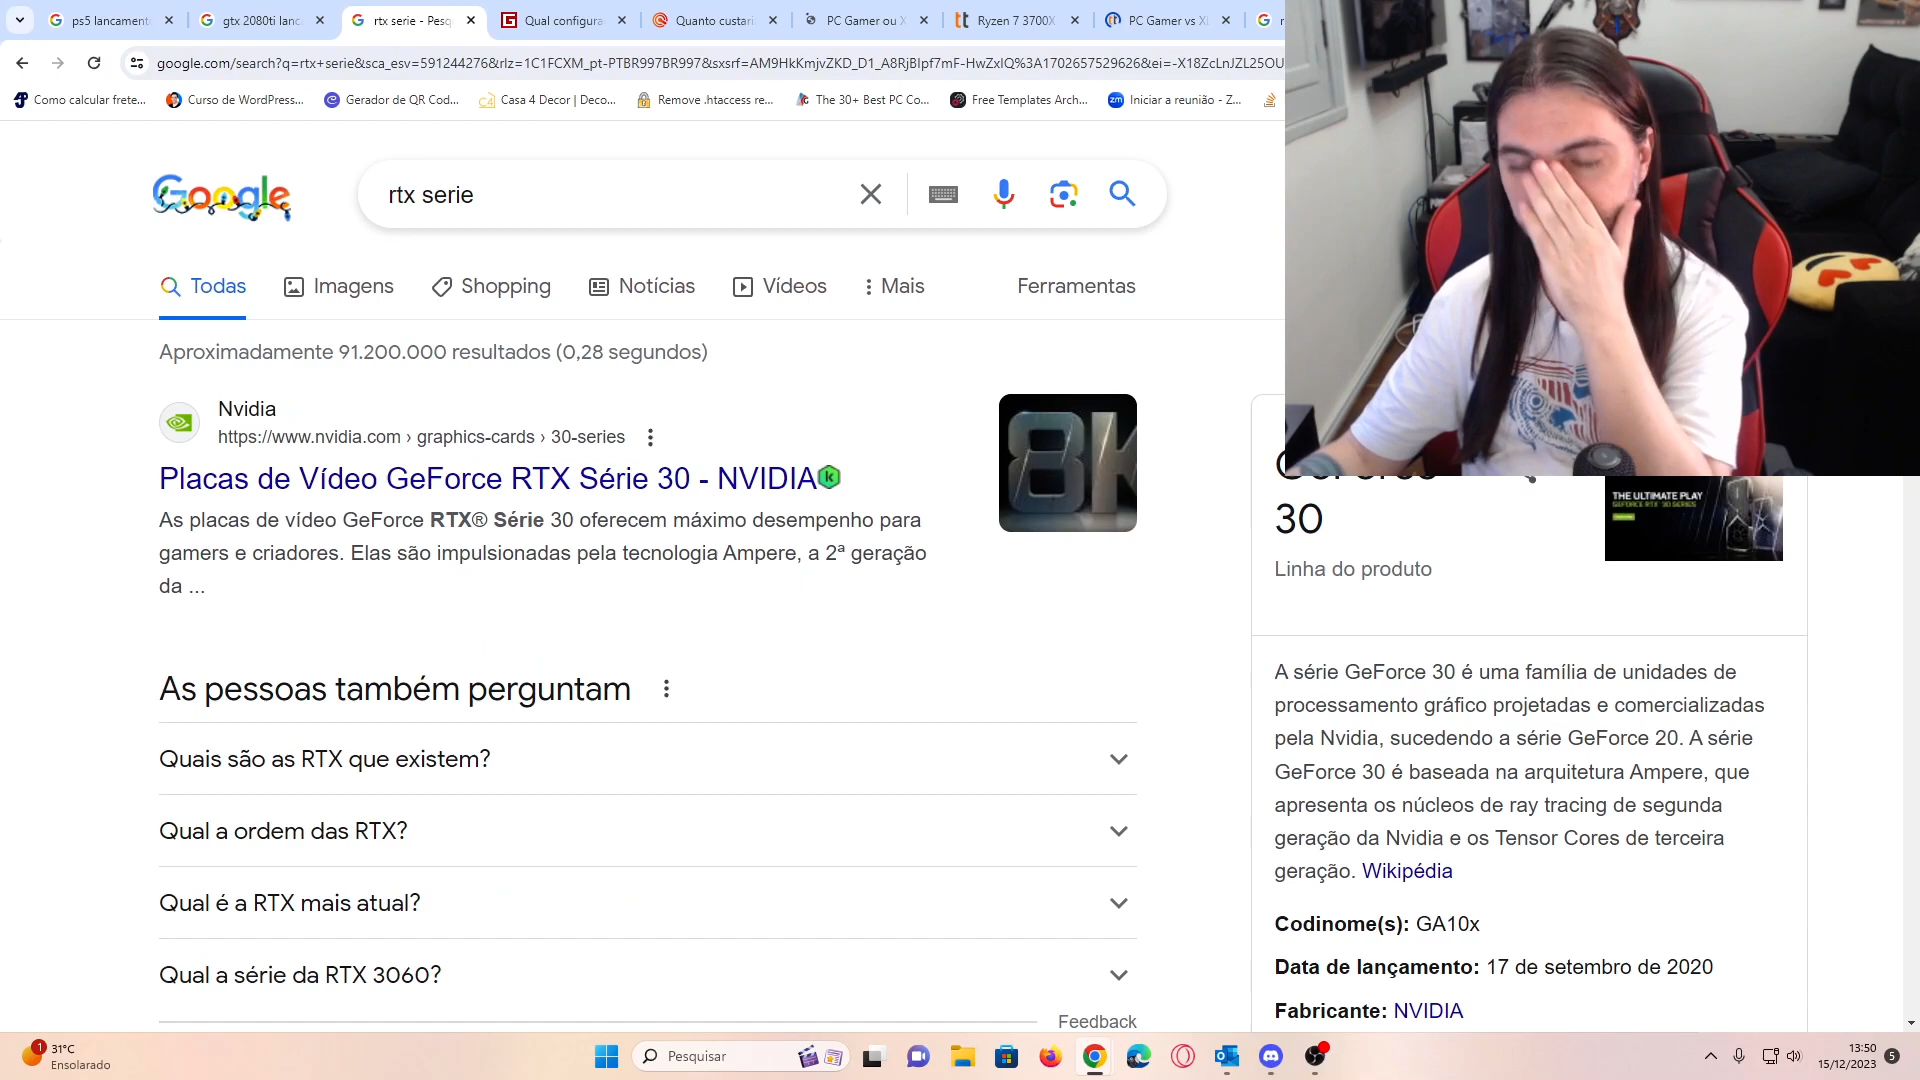 ps5 lancament
gtx 2080ti lanc
rtx serie - Pesq
Qual configura
Quanto custari
PC Gamer ou X
Ryzen 7 3700X
PC Gamer vs X
google.com/search?q=rtx+serie&sca_esv=591244276&rlz=1C1FCXM_pt-PTBR997BR997&sxsrf=AM9HkKmjvZKD_D1_A8RjBlpf7mF-HwZxlQ%3A1702657529626&ei=-X18ZcLnJZL25OU
Como calcular frete...
Curso de WordPress...
Gerador de QR Cod...
Casa 4 Decor | Deco...
Remove .htaccess re...
The 30+ Best PC Co...
Free Templates Arch...
Iniciar a reunião - Z...
Google
rtx serie
Todas
Imagens
Shopping
Notícias
Vídeos
Mais
Ferramentas
Aproximadamente 91.200.000 resultados (0,28 segundos)
Nvidia
https://www.nvidia.com › graphics-cards › 30-series
Placas de Vídeo GeForce RTX Série 30 - NVIDIA
As placas de vídeo GeForce RTX® Série 30 oferecem máximo desempenho para
gamers e criadores. Elas são impulsionadas pela tecnologia Ampere, a 2ª geração
da ...
8K
As pessoas também perguntam
Quais são as RTX que existem?
Qual a ordem das RTX?
Qual é a RTX mais atual?
Qual a série da RTX 3060?
Feedback
30
Linha do produto
THE ULTIMATE PLAY
GEFORCE RTX 30 SERIES
A série GeForce 30 é uma família de unidades de
processamento gráfico projetadas e comercializadas
pela Nvidia, sucedendo a série GeForce 20. A série
GeForce 30 é baseada na arquitetura Ampere, que
apresenta os núcleos de ray tracing de segunda
geração da Nvidia e os Tensor Cores de terceira
geração. Wikipédia
Codinome(s): GA10x
Data de lançamento: 17 de setembro de 2020
Fabricante: NVIDIA
1
31°C
Ensolarado
Pesquisar
13:50
15/12/2023
5